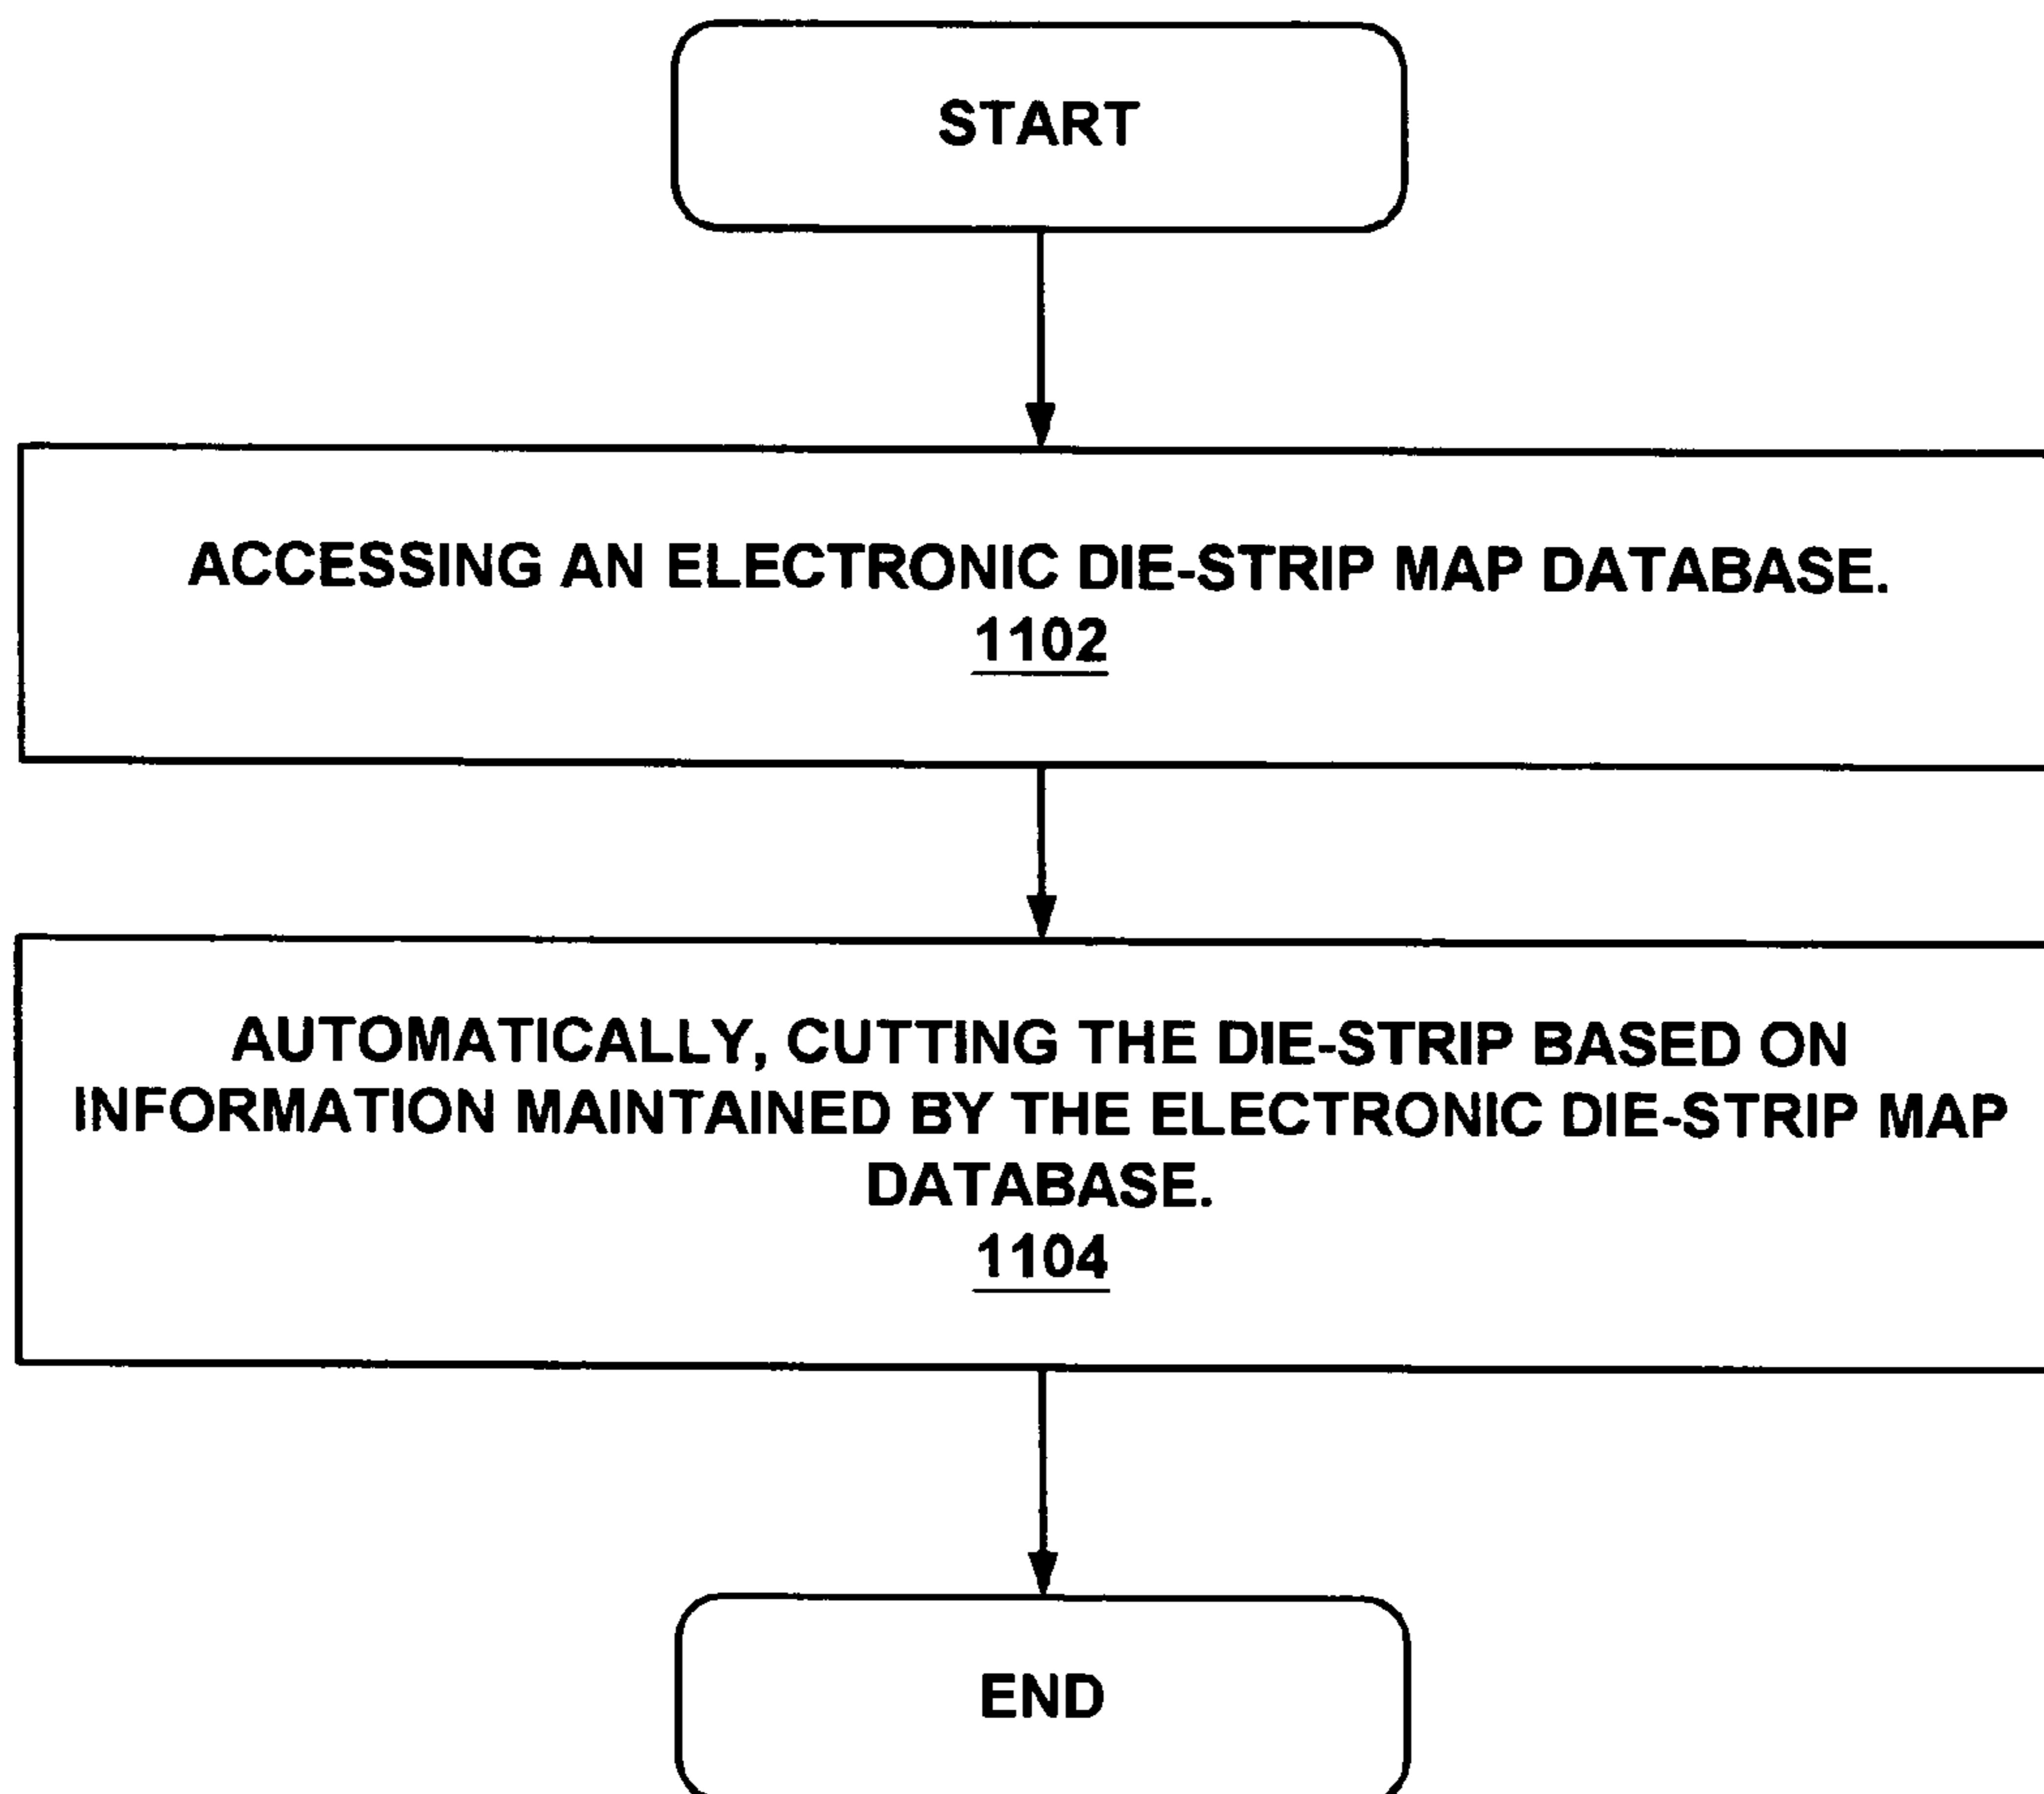 START
ACCESSING AN ELECTRONIC DIE-STRIP MAP DATABASE.
1102
AUTOMATICALLY, CUTTING THE DIE-STRIP BASED ON
INFORMATION MAINTAINED BY THE ELECTRONIC DIE-STRIP MAP
DATABASE.
1104
END